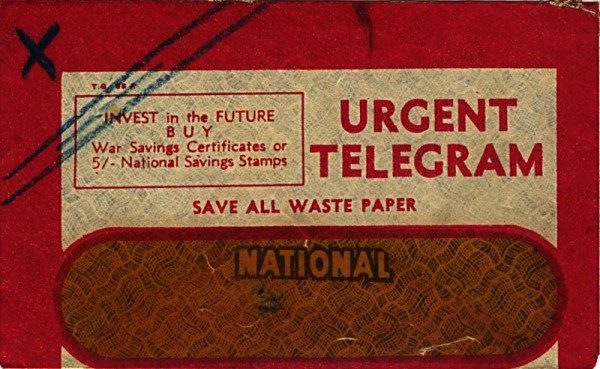 INVEST in the FUTURE
BUY
War Savings Certificates or
5/- National Savings Stamps
URGENT
TELEGRAM
SAVE ALL WASTE PAPER
NATIONAL